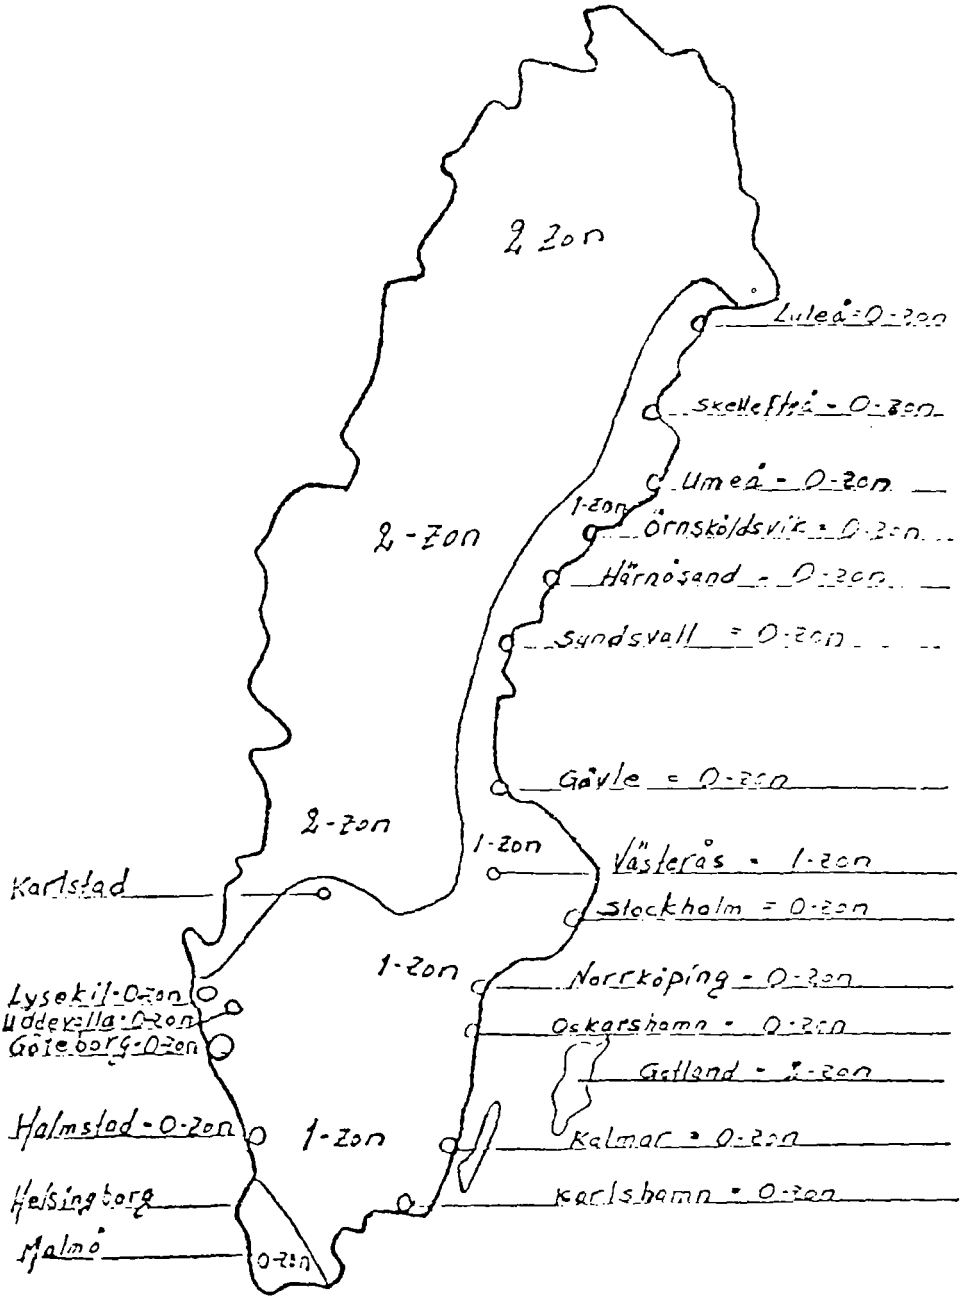 2 Zon
Luleå = 0-zon
Skellefteå - 0-zon
Umeå - 0-zon
1-zon
Örnsköldsvik = 0-zon
2-zon
Härnösand - 0-zon
Sundsvall = 0-zon
Gävle = 0-zon
2-zon
1-zon
Västerås - 1-zon
Karlstad
Stockholm = 0-zon
1-zon
Norrköping - 0-zon
Lysekil-0-zon
Uddevalla-0-zon
Oskarshamn - 0-zon
Göteborg-0-zon
Gotland - zon
Halmstad-0-zon
1-zon
Kalmar - 0-zon
Helsingborg
Karlshamn - 0-zon
Malmö
0-zon